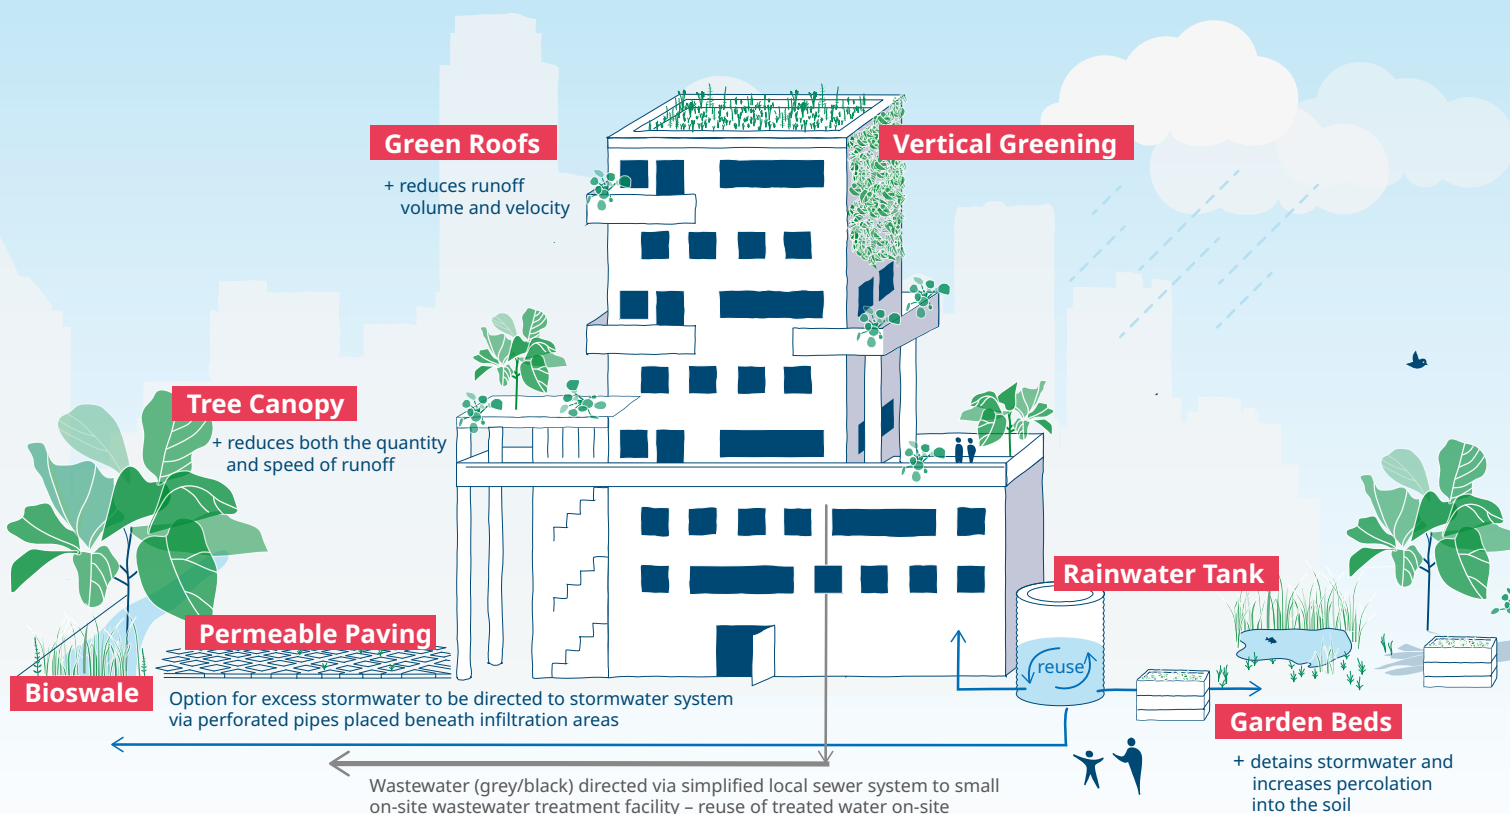 Green Roofs
+ reduces runoff
volume and velocity
Vertical Greening
Tree Canopy
+ reduces both the quantity
and speed of runoff
Rainwater Tank
reuse
Permeable Paving
Bioswale
Option for excess stormwater to be directed to stormwater system
via perforated pipes placed beneath infiltration areas
Garden Beds
+ detains stormwater and
increases percolation
into the soil
Wastewater (grey/black) directed via simplified local sewer system to small
on-site wastewater treatment facility – reuse of treated water on-site